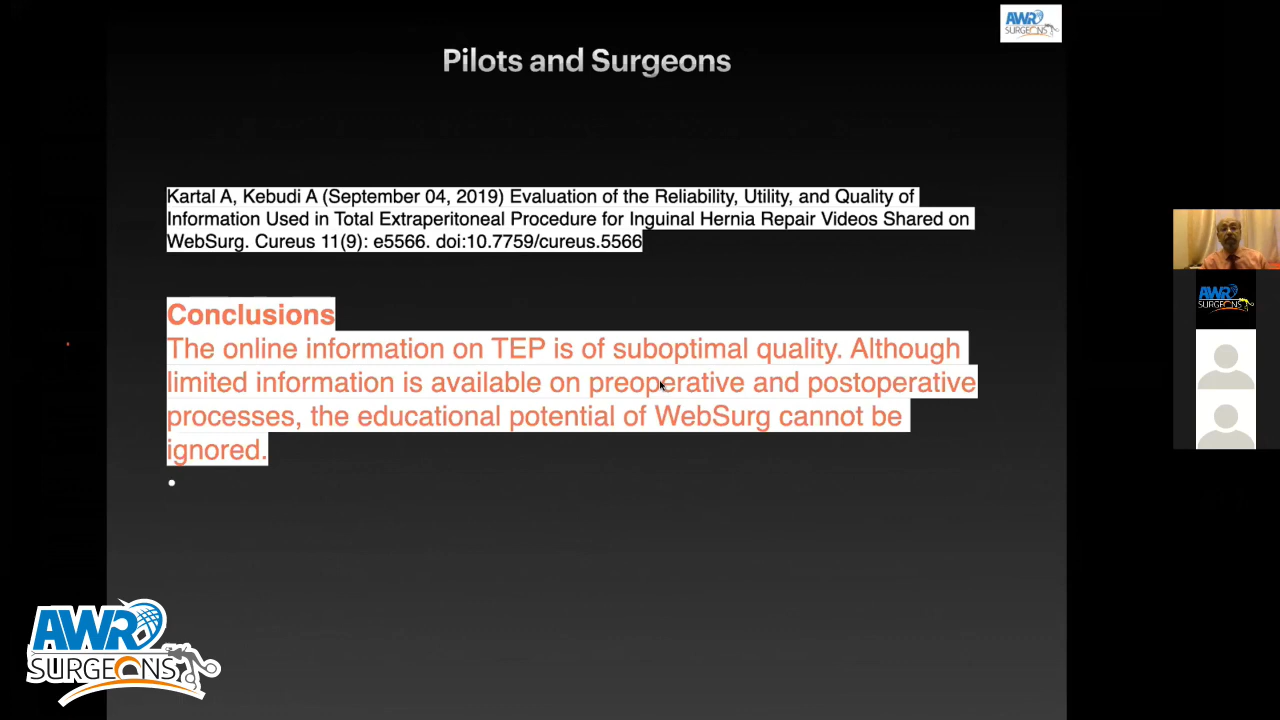 AWR
SURGEONS
Pilots and Surgeons
Kartal A, Kebudi A (September 04, 2019) Evaluation of the Reliability, Utility, and Quality of
Information Used in Total Extraperitoneal Procedure for Inguinal Hernia Repair Videos Shared on
WebSurg. Cureus 11(9): e5566. doi:10.7759/cureus.5566
Conclusions
The online information on TEP is of suboptimal quality. Although
limited information is available on preoperative and postoperative
processes, the educational potential of WebSurg cannot be
ignored.
AWR
SURGEONS
AWR
SURGEONS